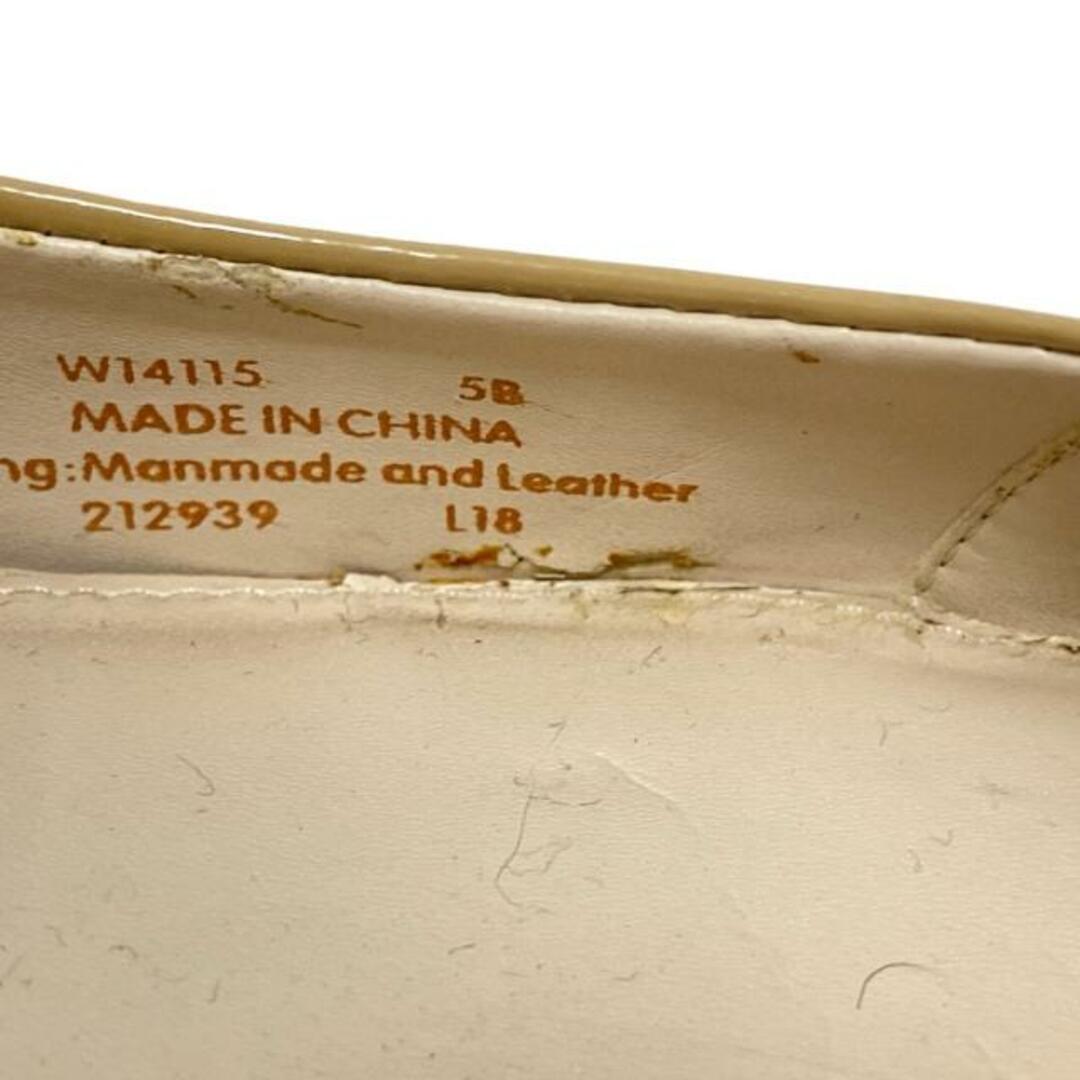 W14115 5B
MADE IN CHINA
ng:Manmade and Leather
212939 L18